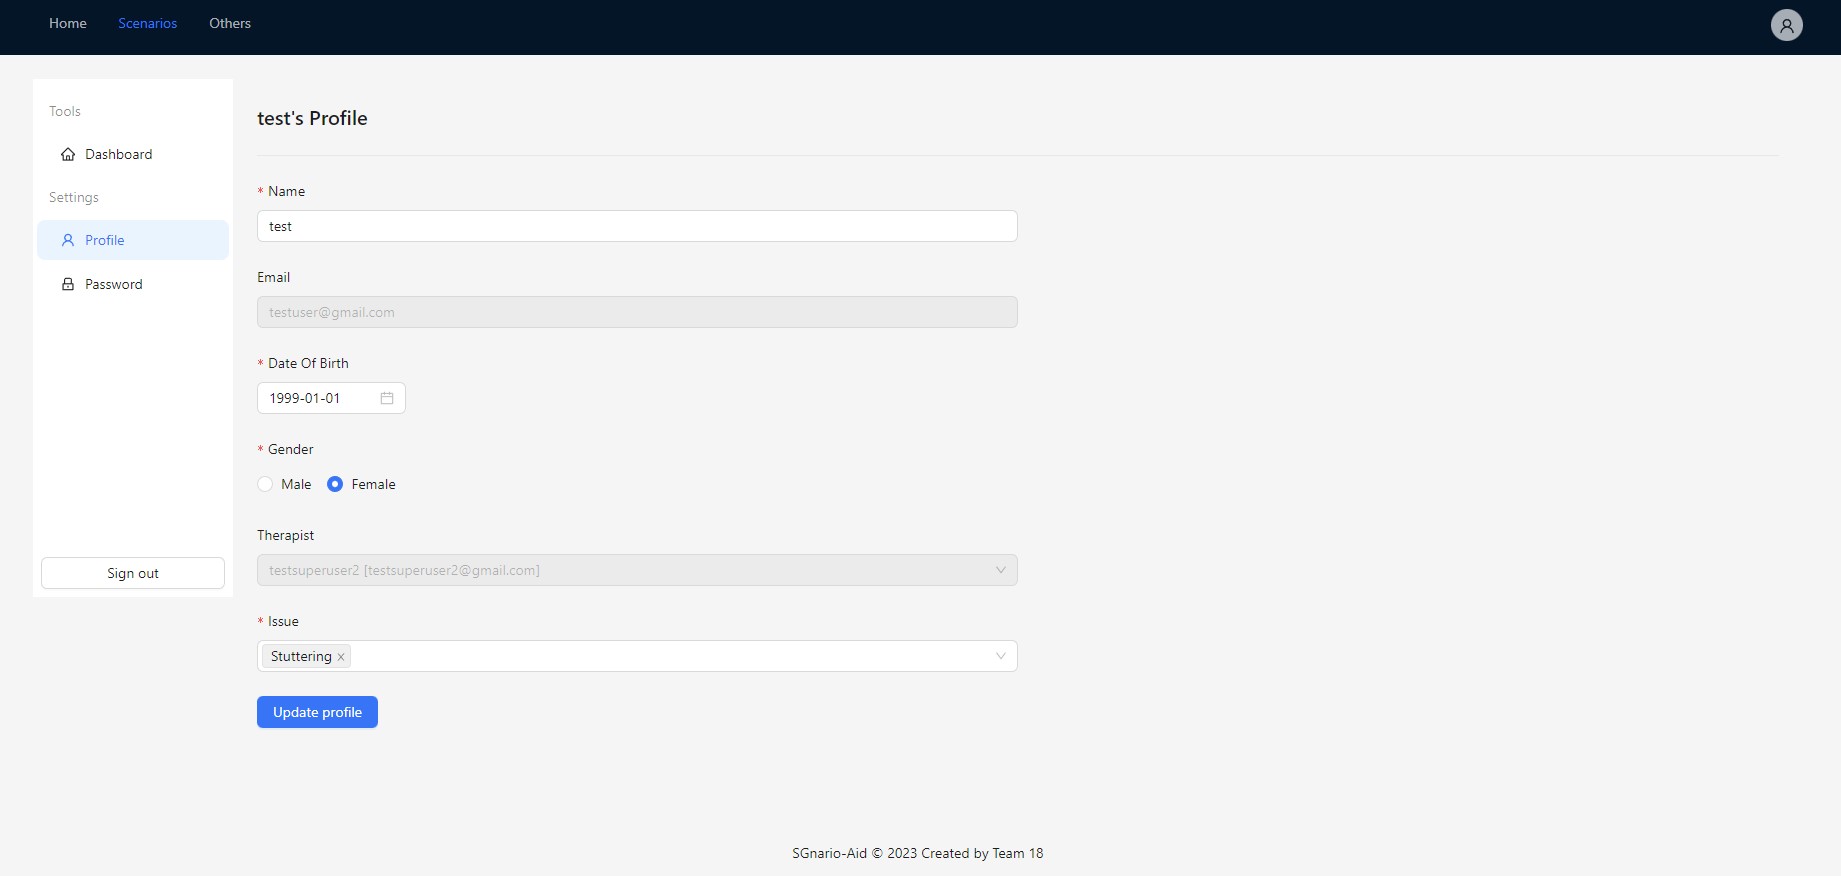 Home Scenarios Others
Tools
Dashboard
Settings
Profile
Password
Sign out
test's Profile
* Name
test
Email
testuser@gmail.com
* Date Of Birth
1999-01-01
* Gender
Male Female
Therapist
testsuperuser2 [testsuperuser2@gmail.com]
* Issue
Stuttering ×
Update profile
SGnario-Aid © 2023 Created by Team 18